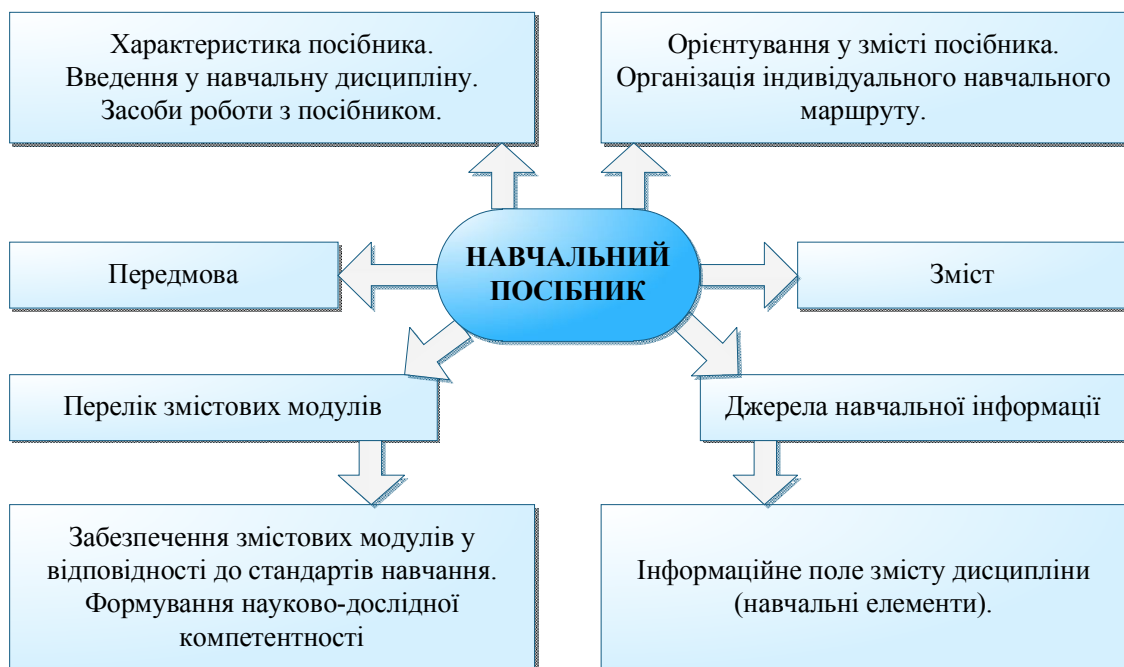 Характеристика посібника.
Введення у навчальну дисципліну.
Засоби роботи з посібником.
Орієнтування у змісті посібника.
Організація індивідуального навчального
маршруту.
НАВЧАЛЬНИЙ
ПОСІБНИК
Передмова
Зміст
Перелік змістових модулів
Джерела навчальної інформації
Забезпечення змістових модулів у
відповідності до стандартів навчання.
Формування науково-дослідної
компетентності
Інформаційне поле змісту дисципліни
(навчальні елементи).